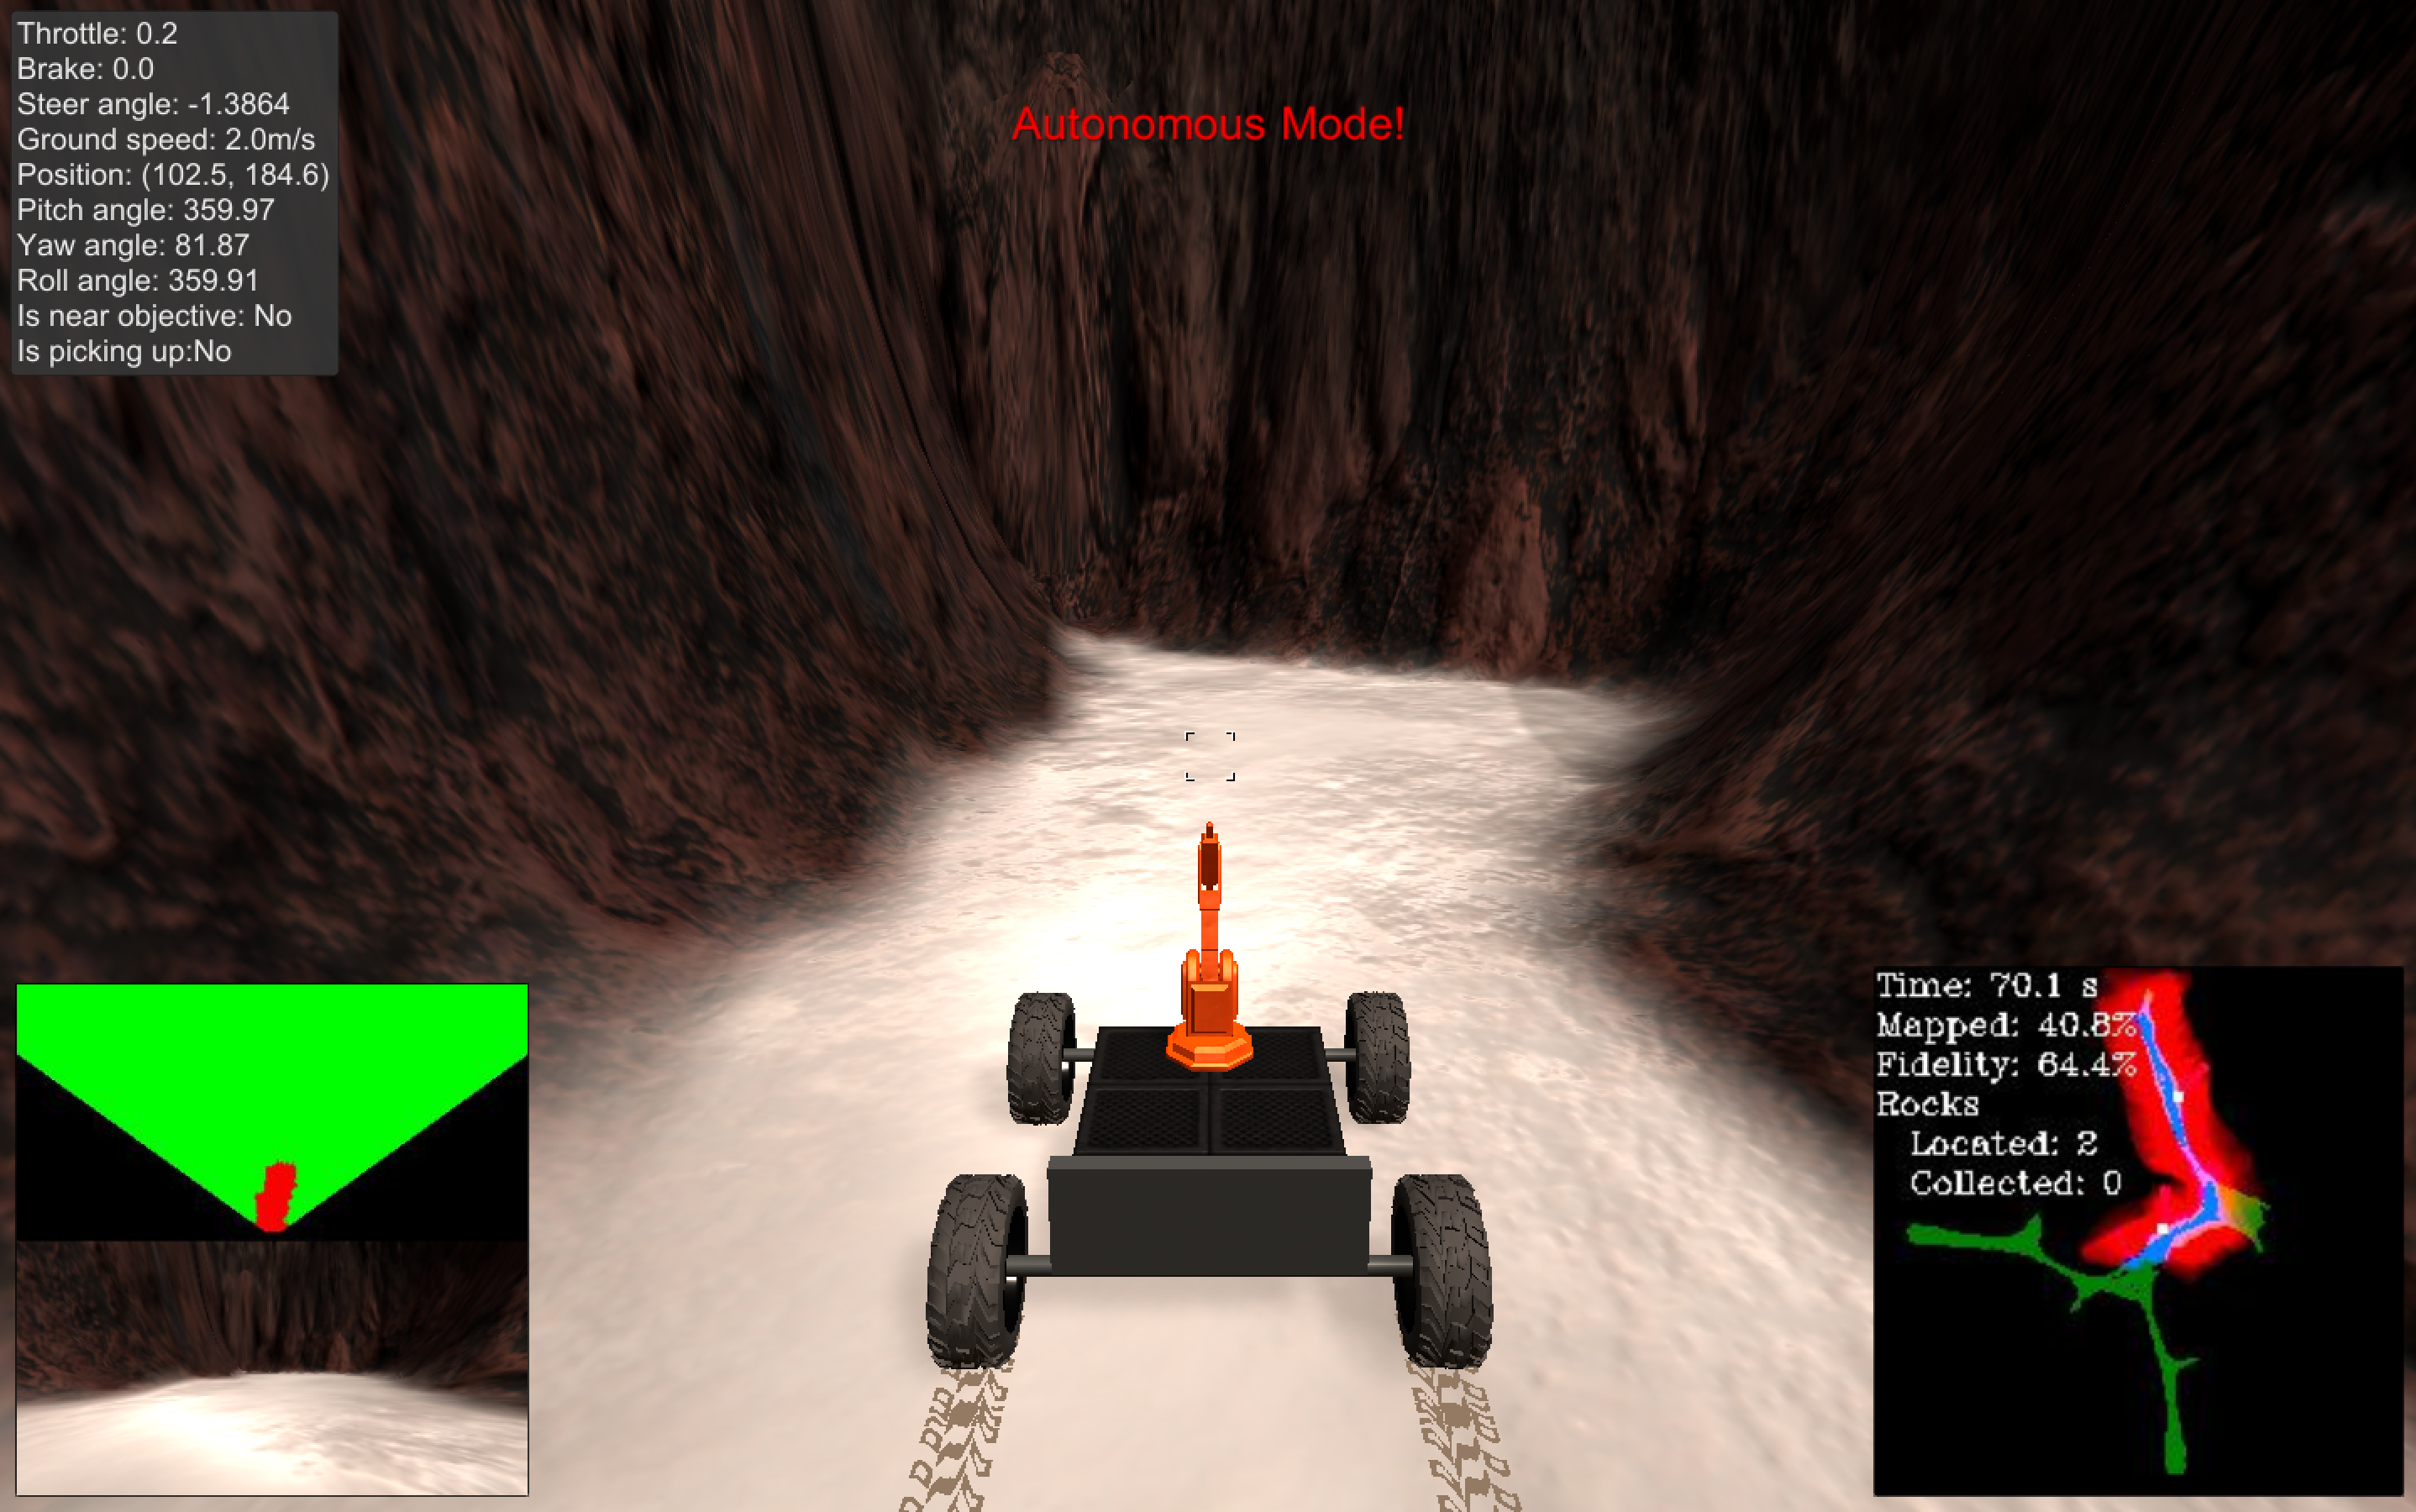 Throttle: 0.2
Brake: 0.0
Steer angle: -1.3864
Ground speed: 2.0m/s
Position: (102.5, 184.6)
Pitch angle: 359.97
Yaw angle: 81.87
Roll angle: 359.91
Is near objective: No
Is picking up:No
Autonomous Mode!
Time: 70.1 s
Mapped: 40.8%
Fidelity: 64.4%
Rocks
Located: 2
Collected: 0